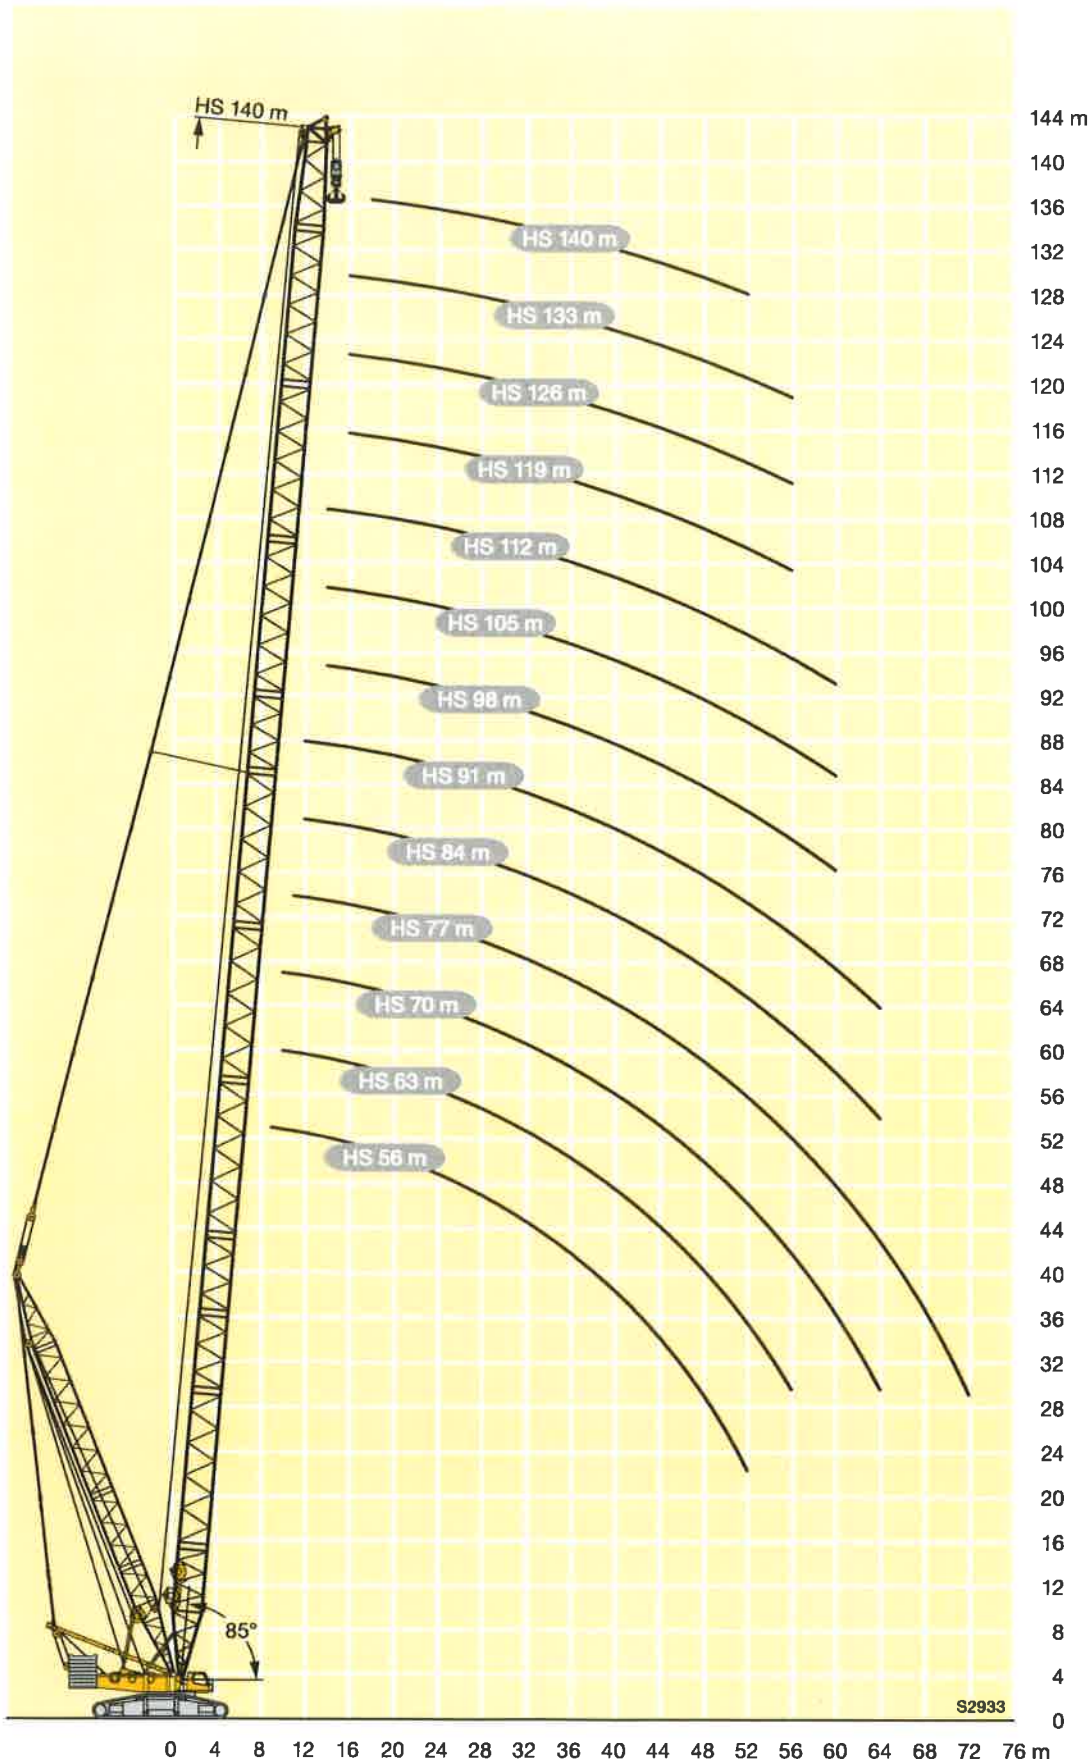 HS 140 m
144 m
140
136
HS 140 m
132
128
HS 133 m
124
120
HS 126 m
116
112
HS 119 m
108
HS 112 m
104
100
HS 105 m
96
92
HS 98 m
88
HS 91 m
84
80
HS 84 m
76
72
HS 77 m
68
64
HS 70 m
60
HS 63 m
56
52
HS 56 m
48
44
40
36
32
28
24
20
16
12
85°
8
4
S2933
0
0 4 8 12 16 20 24 28 32 36 40 44 48 52 56 60 64 68 72 76 m